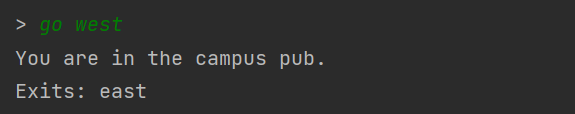 > go west
You are in the campus pub.
Exits: east